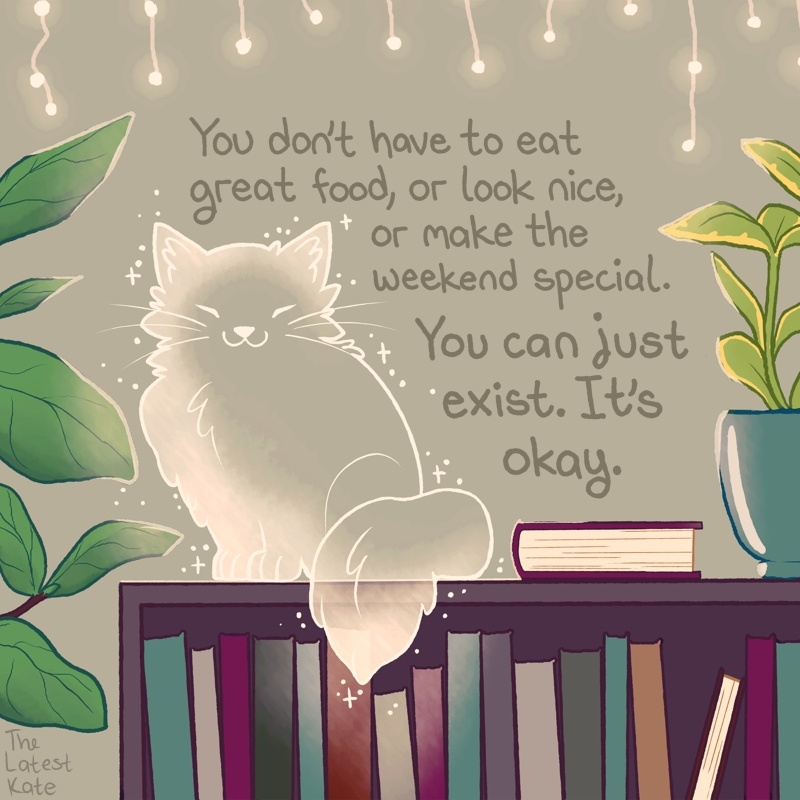 You don't have to eat
great food, or look nice,
or make the
weekend special.
You can just
exist. It's
okay.
The
Latest
Kate